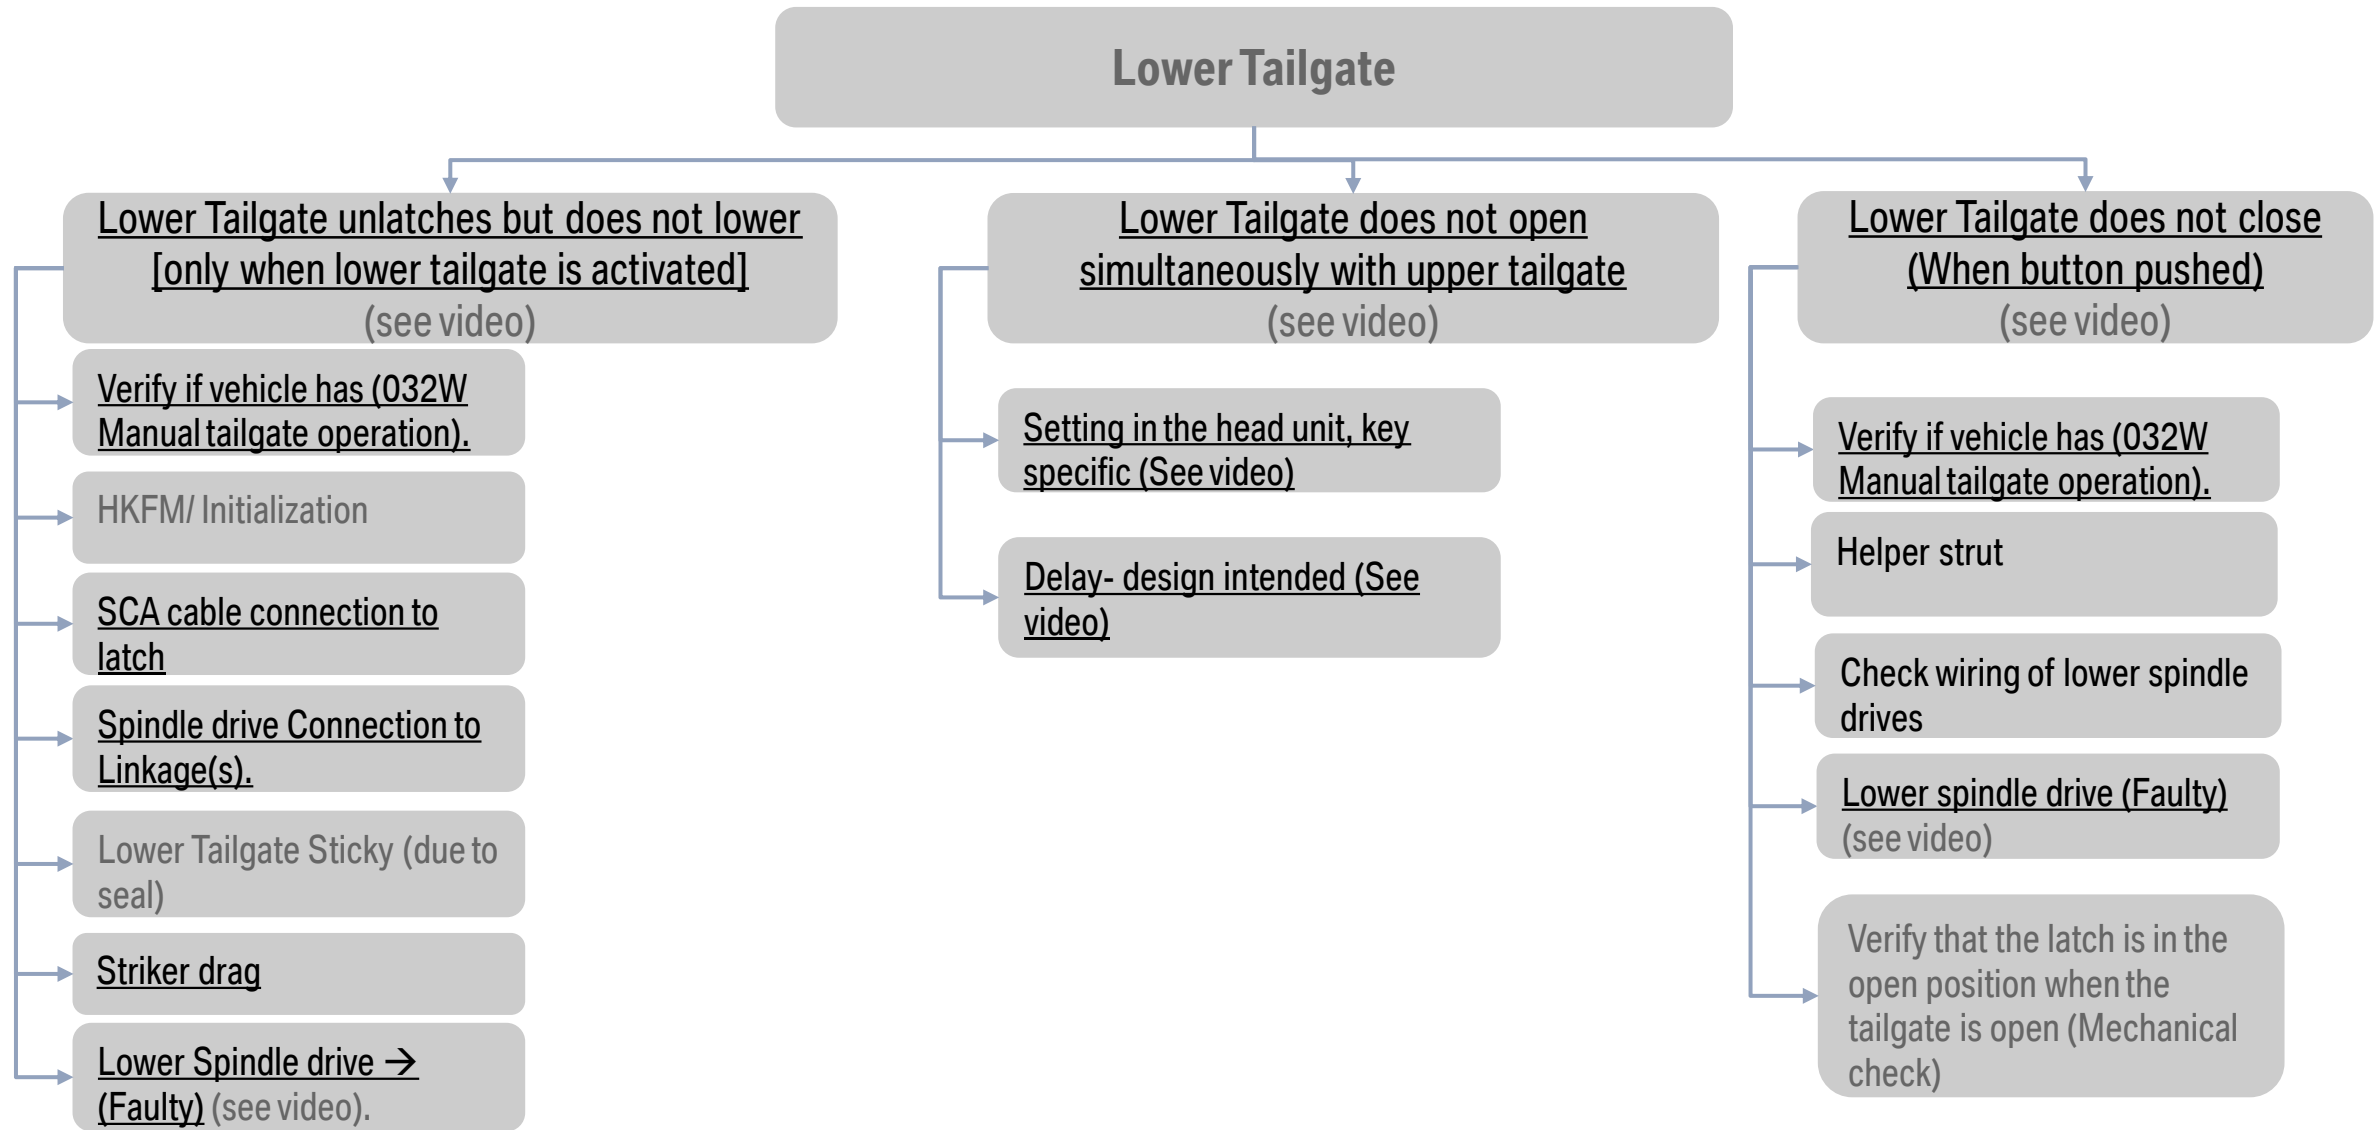 Lower Tailgate
Lower Tailgate unlatches but does not lower
[only when lower tailgate is activated]
(see video)
Verify if vehicle has (032W
Manual tailgate operation).
HKFM/ Initialization
SCA cable connection to
latch
Spindle drive Connection to
Linkage(s).
Lower Tailgate Sticky (due to
seal)
Striker drag
Lower Spindle drive →
(Faulty) (see video).
Lower Tailgate does not open
simultaneously with upper tailgate
(see video)
Setting in the head unit, key
specific (See video)
Delay- design intended (See
video)
Lower Tailgate does not close
(When button pushed)
(see video)
Verify if vehicle has (032W
Manual tailgate operation).
Helper strut
Check wiring of lower spindle
drives
Lower spindle drive (Faulty)
(see video)
Verify that the latch is in the
open position when the
tailgate is open (Mechanical
check)